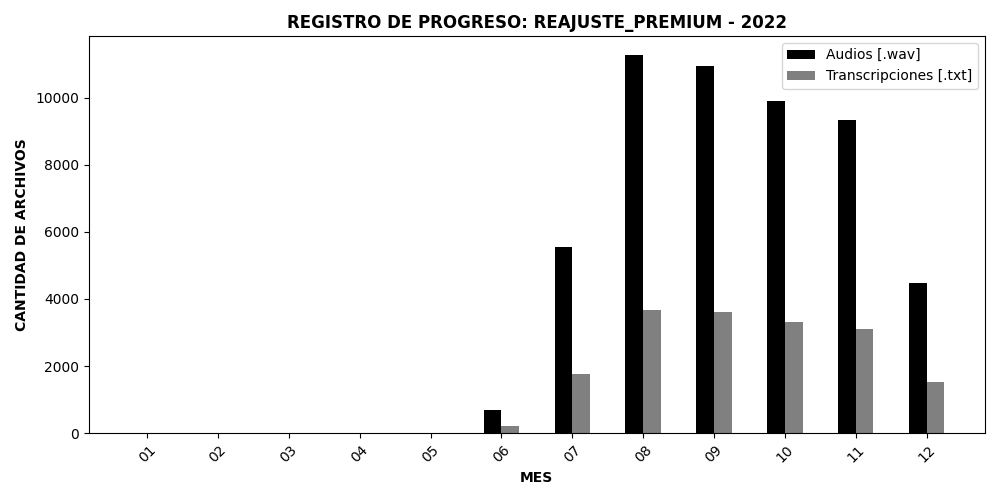 REGISTRO DE PROGRESO: REAJUSTE_PREMIUM - 2022
Audios [.wav]
Transcripciones [.txt]
CANTIDAD DE ARCHIVOS
10000
8000
6000
4000
2000
0
01 02 03 04 05 06 07 08 09 10 11 12
MES